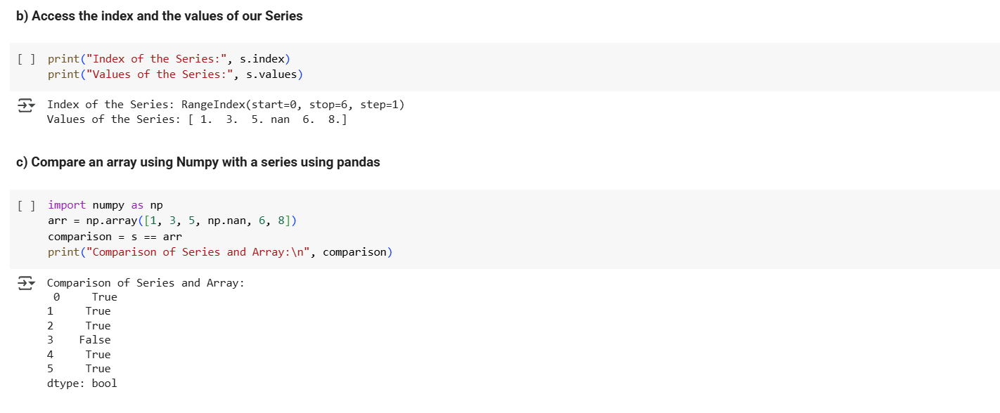 b) Access the index and the values of our Series
[ ] print("Index of the Series:", s.index)
print("Values of the Series:", s.values)
Index of the Series: RangeIndex(start=0, stop=6, step=1)
Values of the Series: [ 1.  3.  5. nan  6.  8.]
c) Compare an array using Numpy with a series using pandas
[ ] import numpy as np
arr = np.array([1, 3, 5, np.nan, 6, 8])
comparison = s == arr
print("Comparison of Series and Array:\n", comparison)
Comparison of Series and Array:
 0     True
1     True
2     True
3    False
4     True
5     True
dtype: bool